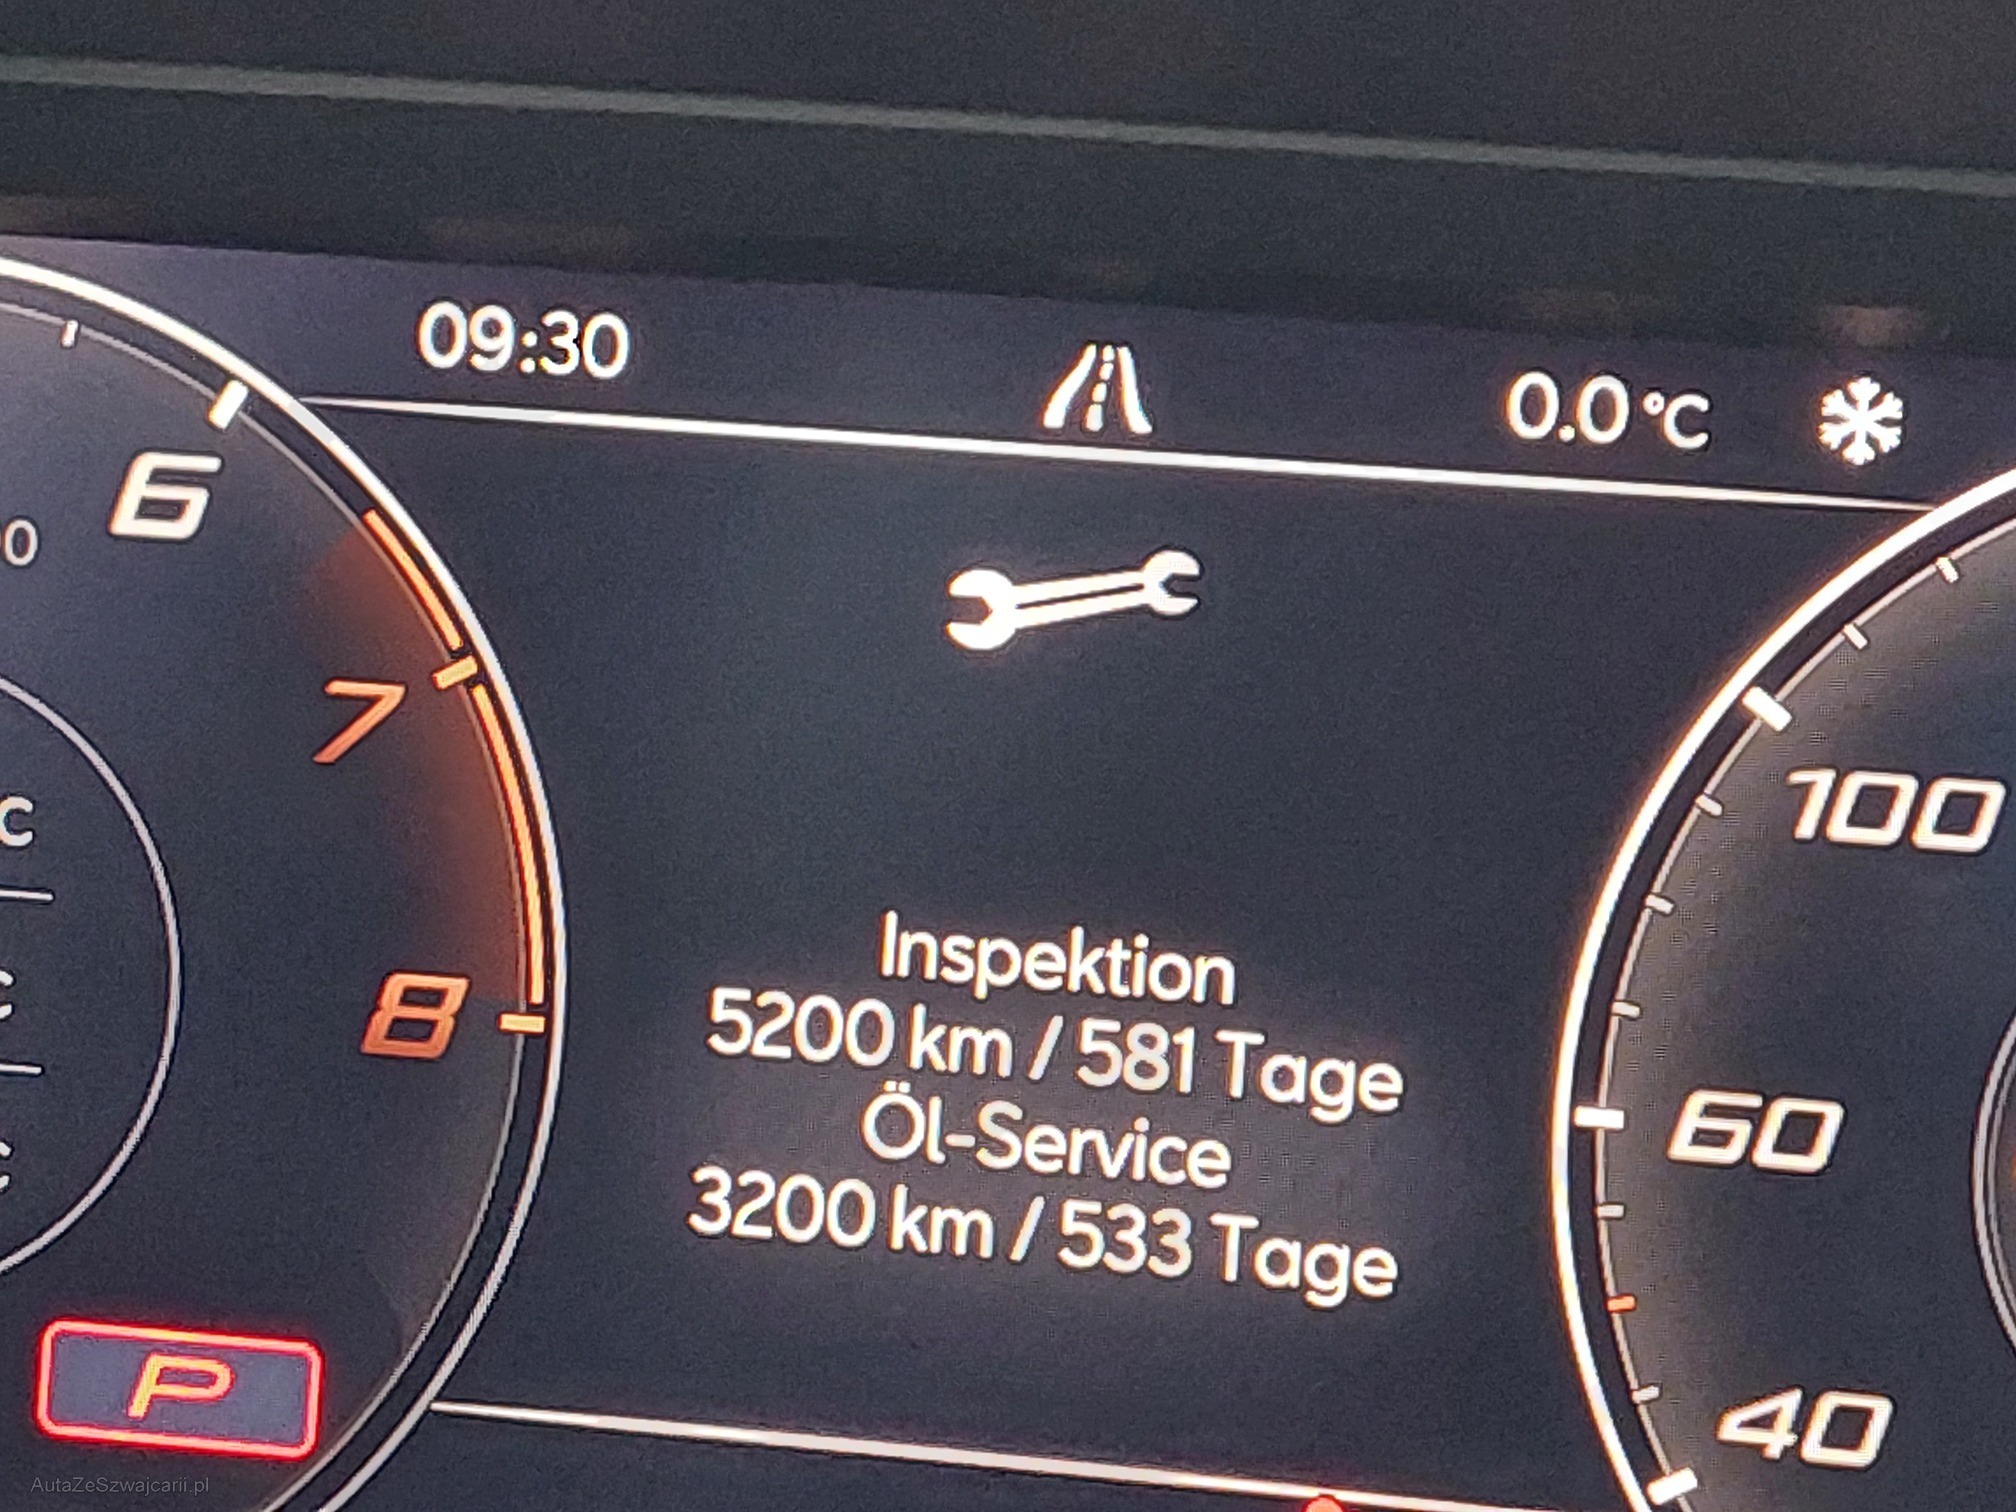 09:30
0.0 °C
6
00
7
100
C
Inspektion
5200 km / 581 Tage
8
Öl-Service
60
3200 km / 533 Tage
P
40
AutaZeSzwajcarii.pl